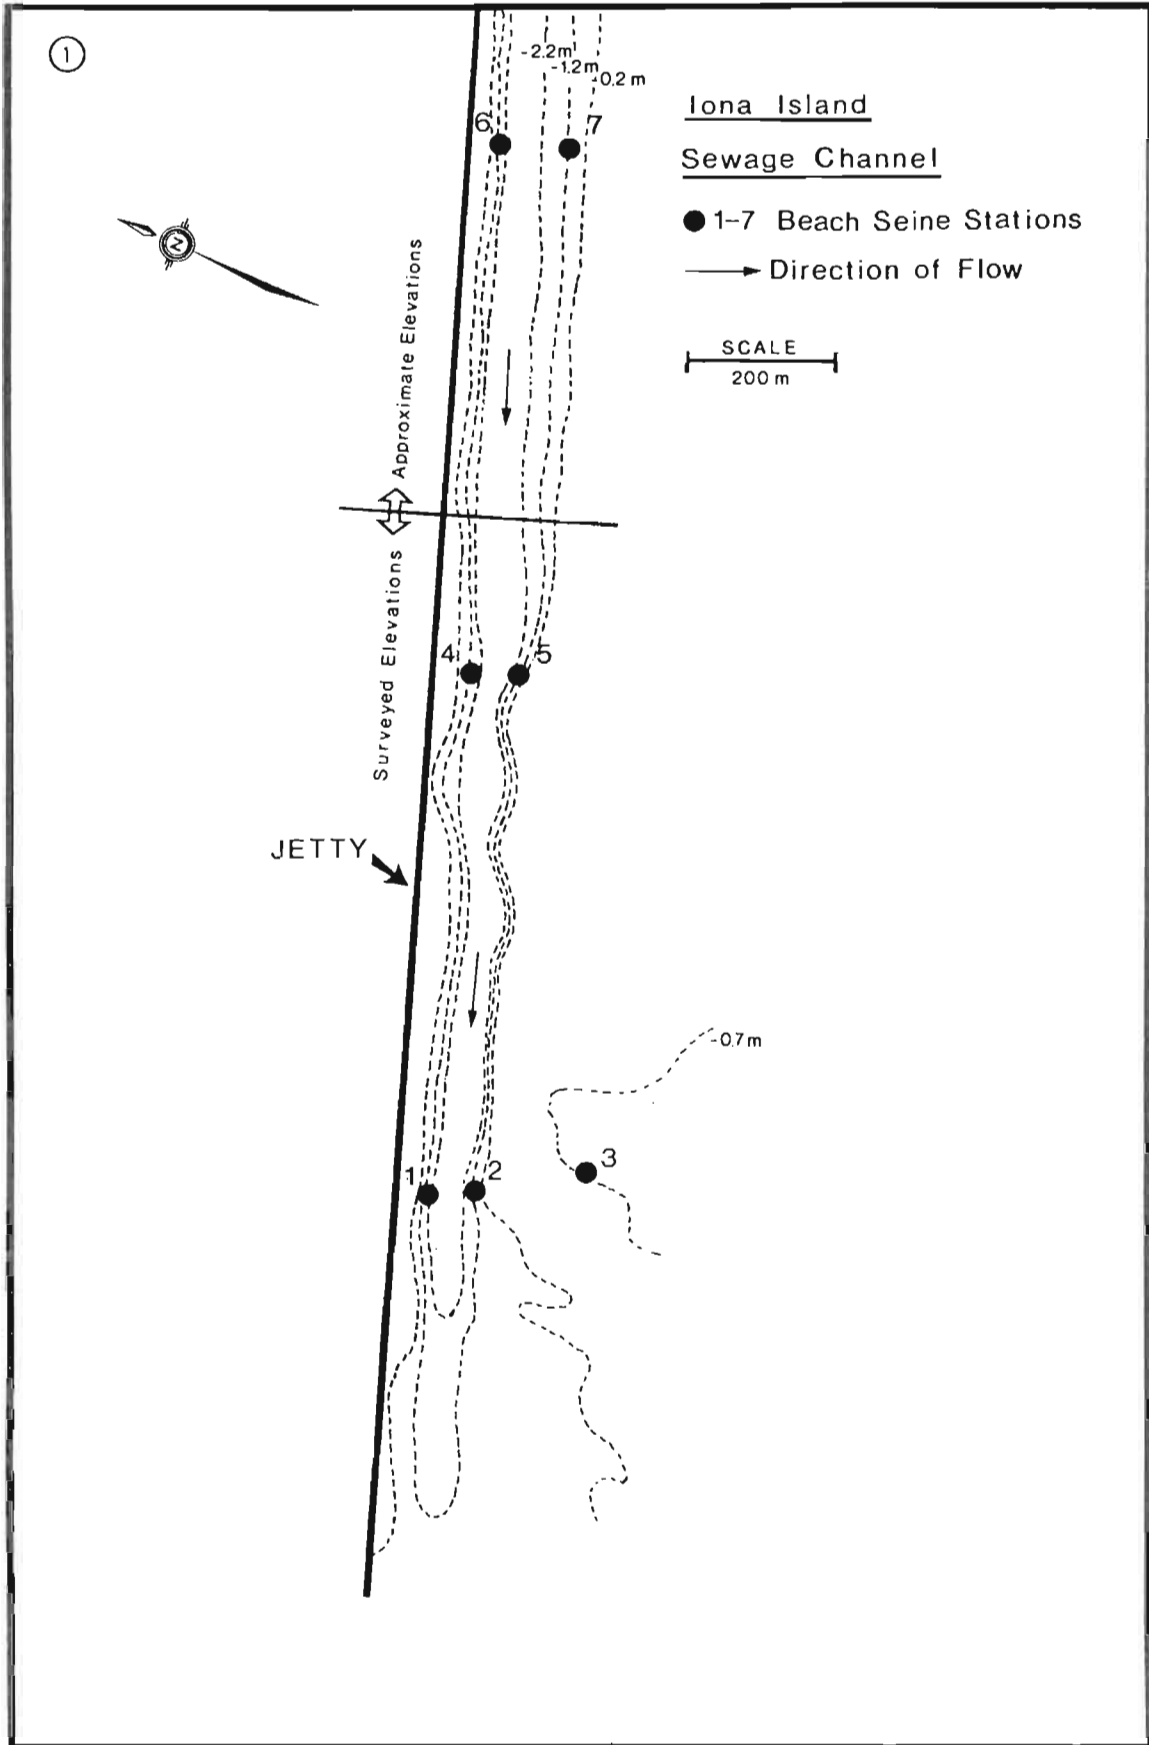 1
-2.2m
-1.2m
-0.2m
6
7
Iona Island
Sewage Channel
1-7 Beach Seine Stations
Direction of Flow
SCALE
200 m
N
Approximate Elevations
Surveyed Elevations
4
5
JETTY
-0.7m
1
2
3